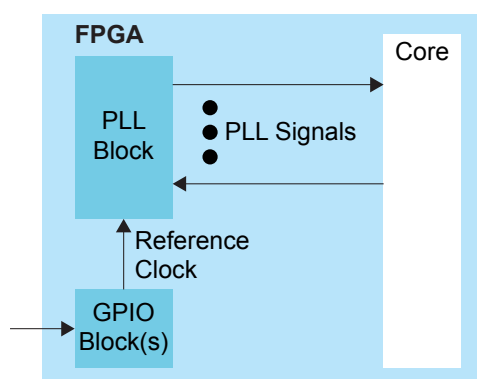 FPGA
Core
PLL
Block
PLL Signals
Reference
Clock
GPIO
Block(s)